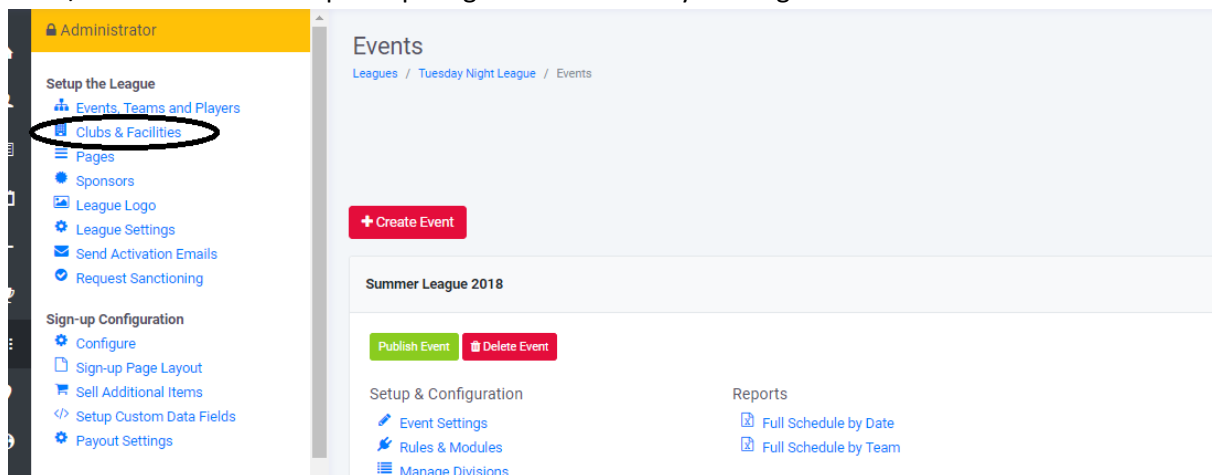 Administrator
Setup the League
Events, Teams and Players
Clubs & Facilities
Pages
Sponsors
League Logo
League Settings
Send Activation Emails
Request Sanctioning
Sign-up Configuration
Configure
Sign-up Page Layout
Sell Additional Items
Setup Custom Data Fields
Payout Settings
Events
Leagues / Tuesday Night League / Events
+ Create Event
Summer League 2018
Publish Event Delete Event
Setup & Configuration
Event Settings
Rules & Modules
Manage Divisions
Reports
Full Schedule by Date
Full Schedule by Team